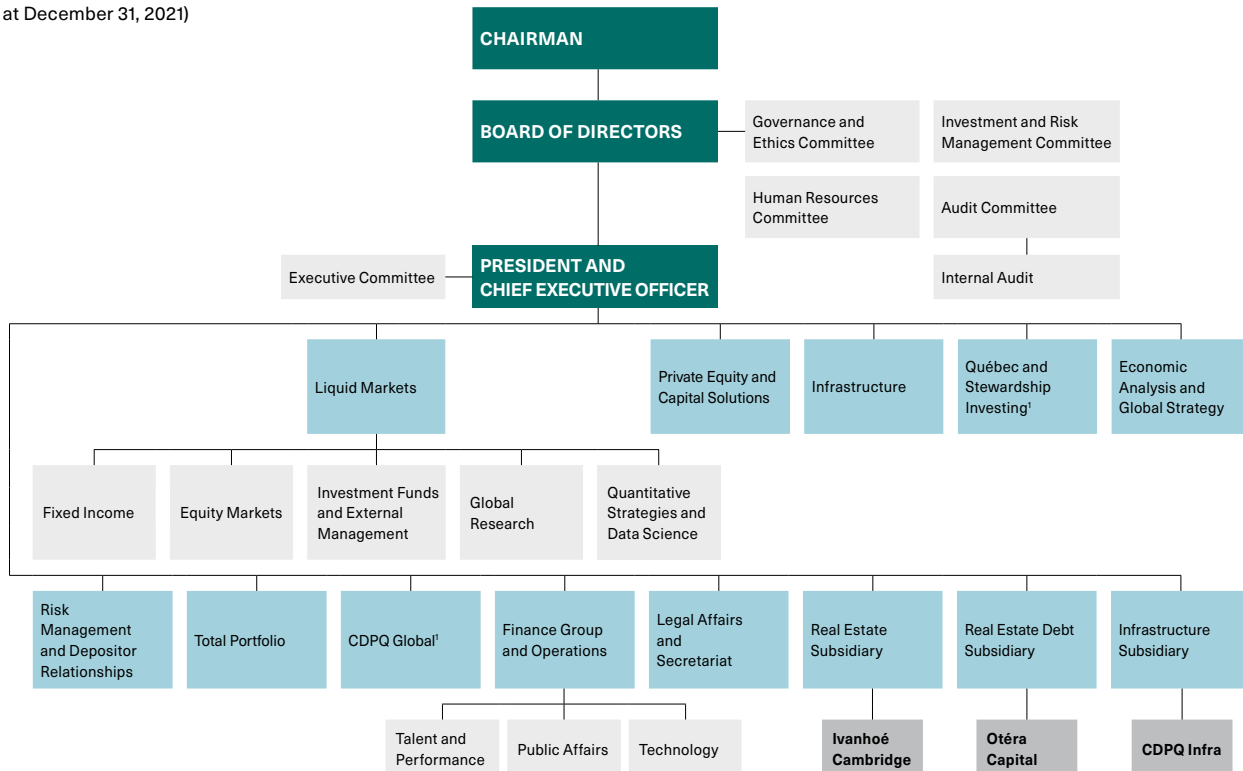 at December 31, 2021)
CHAIRMAN
BOARD OF DIRECTORS
Governance and
Ethics Committee
Investment and Risk
Management Committee
Human Resources
Committee
Audit Committee
Executive Committee
PRESIDENT AND
CHIEF EXECUTIVE OFFICER
Internal Audit
Liquid Markets
Private Equity and
Capital Solutions
Infrastructure
Québec and
Stewardship
Investing¹
Economic
Analysis and
Global Strategy
Fixed Income
Equity Markets
Investment Funds
and External
Management
Global
Research
Quantitative
Strategies and
Data Science
Risk
Management
and Depositor
Relationships
Total Portfolio
CDPQ Global¹
Finance Group
and Operations
Legal Affairs
and
Secretariat
Real Estate
Subsidiary
Real Estate Debt
Subsidiary
Infrastructure
Subsidiary
Talent and
Performance
Public Affairs
Technology
Ivanhoé
Cambridge
Otéra
Capital
CDPQ Infra